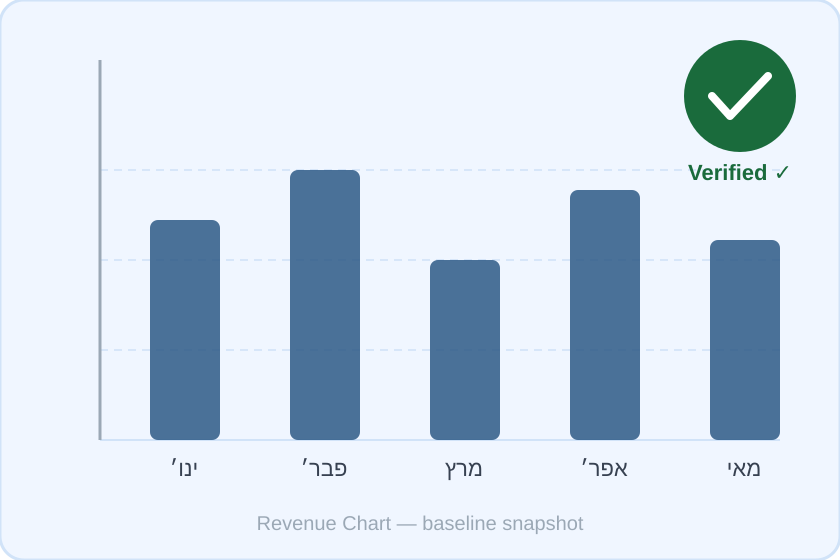 Verified ✓
ינו׳
פבר׳
מרץ
אפר׳
מאי
Revenue Chart — baseline snapshot